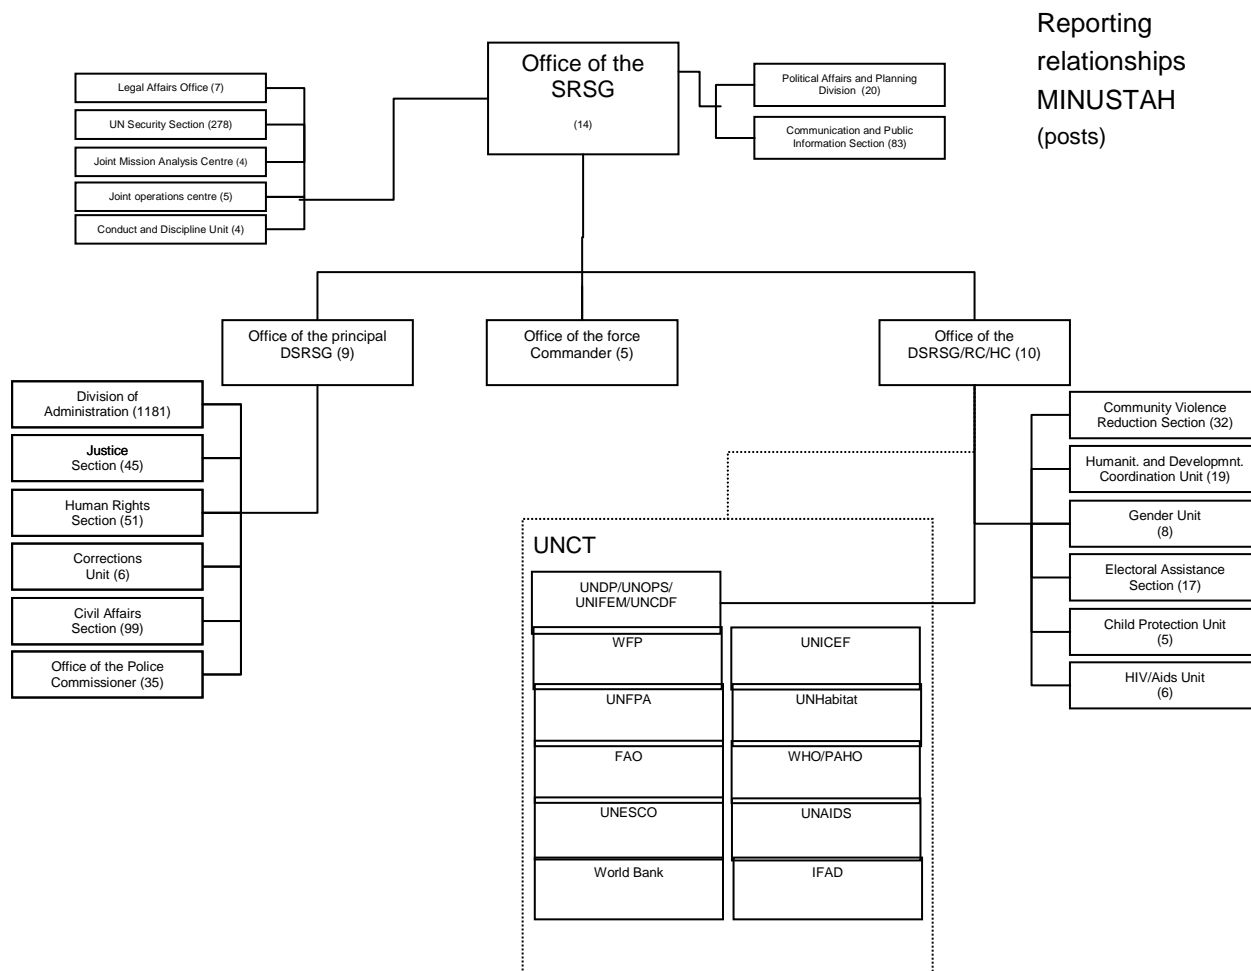 Reporting
relationships
MINUSTAH
(posts)
Office of the
SRSG
(14)
Legal Affairs Office (7)
UN Security Section (278)
Joint Mission Analysis Centre (4)
Joint operations centre (5)
Conduct and Discipline Unit (4)
Political Affairs and Planning
Division (20)
Communication and Public
Information Section (83)
Office of the principal
DSRSG (9)
Office of the force
Commander (5)
Office of the
DSRSG/RC/HC (10)
Division of
Administration (1181)
Justice
Section (45)
Human Rights
Section (51)
Corrections
Unit (6)
Civil Affairs
Section (99)
Office of the Police
Commissioner (35)
Community Violence
Reduction Section (32)
Humanit. and Developmnt.
Coordination Unit (19)
Gender Unit
(8)
Electoral Assistance
Section (17)
Child Protection Unit
(5)
HIV/Aids Unit
(6)
UNCT
UNDP/UNOPS/
UNIFEM/UNCDF
WFP
UNICEF
UNFPA
UNHabitat
FAO
WHO/PAHO
UNESCO
UNAIDS
World Bank
IFAD